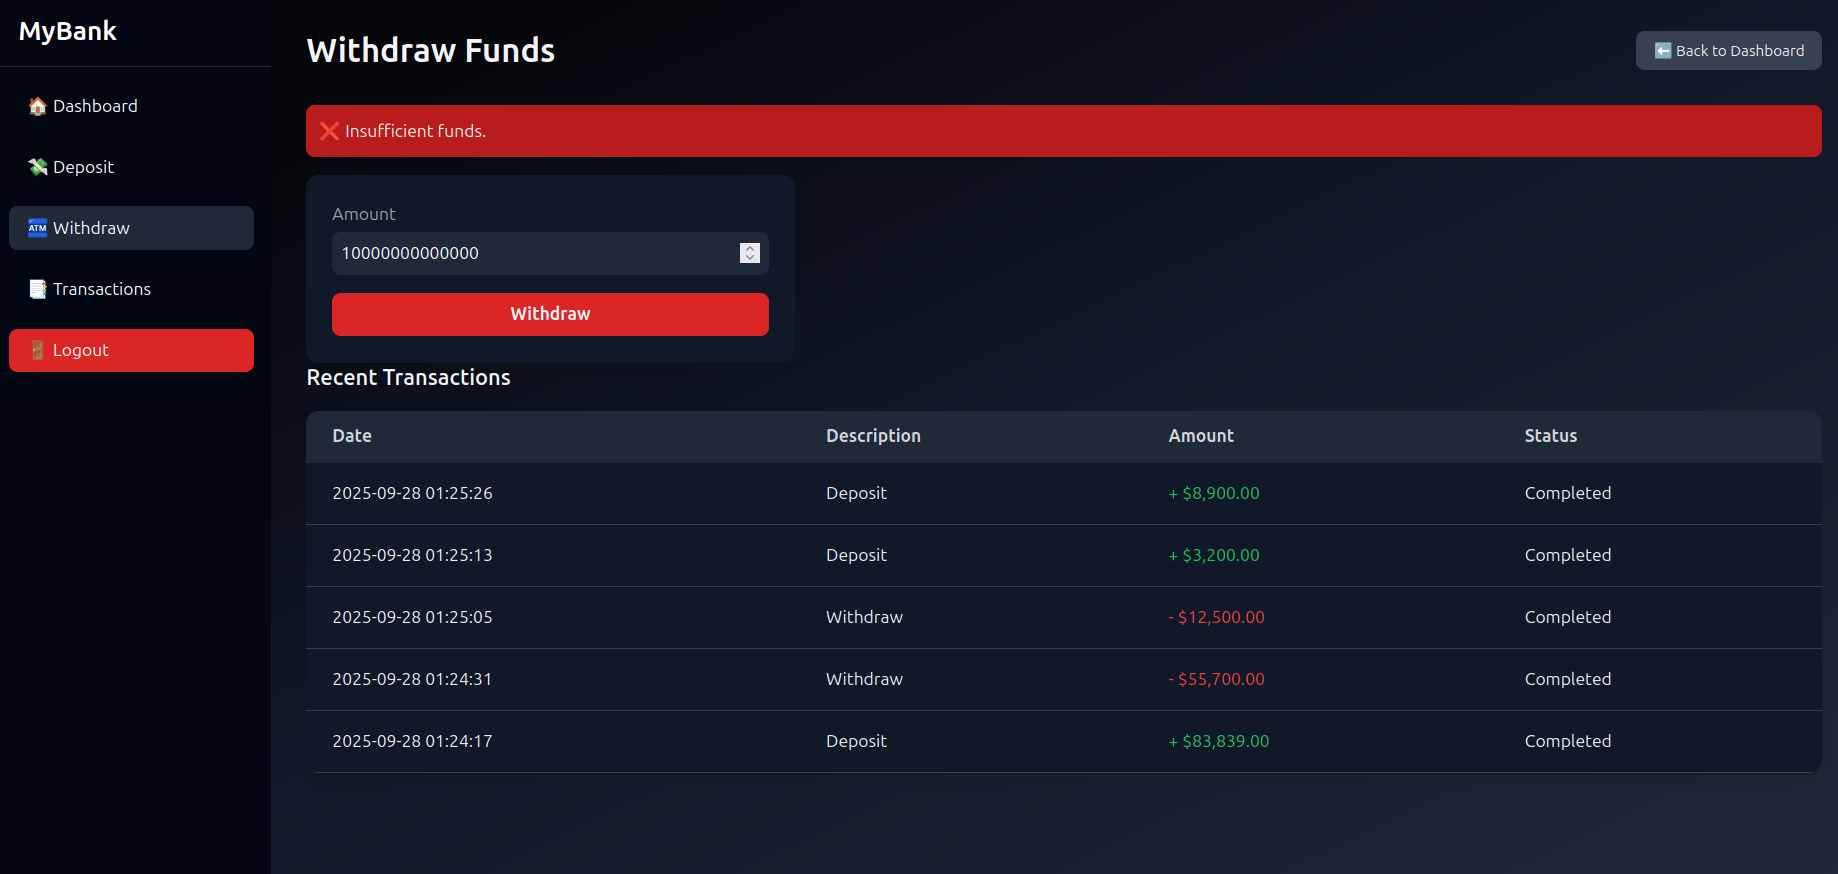 MyBank
Dashboard
Deposit
ATM Withdraw
Transactions
Logout
Withdraw Funds
Back to Dashboard
Insufficient funds.
Amount
10000000000000
Withdraw
Recent Transactions
Date Description Amount Status
2025-09-28 01:25:26 Deposit + $8,900.00 Completed
2025-09-28 01:25:13 Deposit + $3,200.00 Completed
2025-09-28 01:25:05 Withdraw - $12,500.00 Completed
2025-09-28 01:24:31 Withdraw - $55,700.00 Completed
2025-09-28 01:24:17 Deposit + $83,839.00 Completed